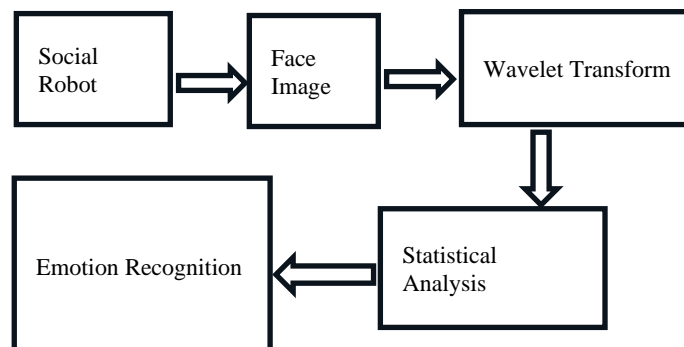 Social
Robot
Face
Image
Wavelet Transform
Statistical
Analysis
Emotion Recognition